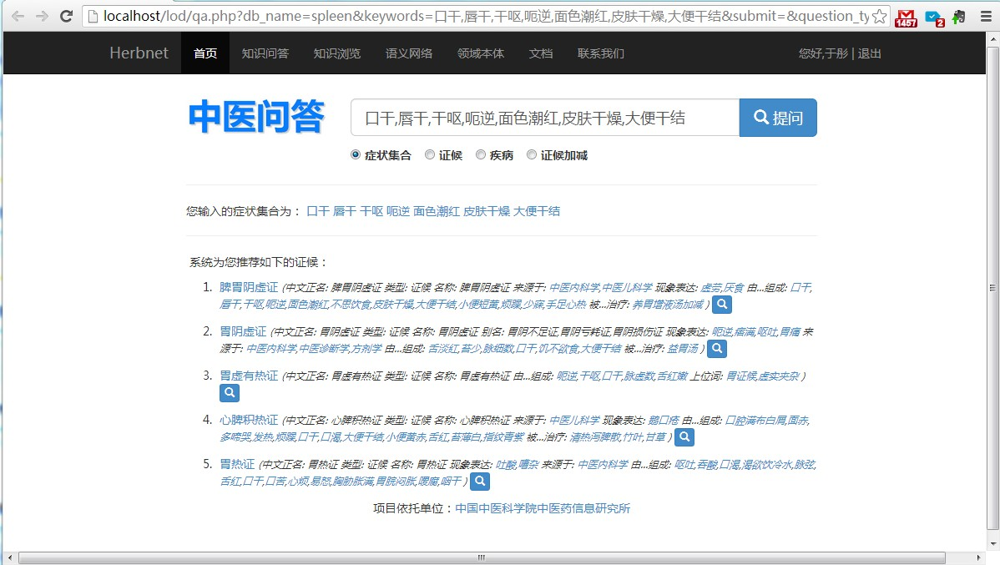 localhost/lod/qa.php?db_name=spleen&keywords=口干,唇干,干呕,呃逆,面色潮红,皮肤干燥,大便干结&submit=&question_ty
1457
2
Herbnet 首页 知识问答 知识浏览 语义网络 领域本体 文档 联系我们 您好,于彤 | 退出
中医问答 口干,唇干,干呕,呃逆,面色潮红,皮肤干燥,大便干结 提问
症状集合 证候 疾病 证候加减
您输入的症状集合为： 口干 唇干 干呕 呃逆 面色潮红 皮肤干燥 大便干结
系统为您推荐如下的证候：
1. 脾胃阴虚证 (中文正名: 脾胃阴虚证 类型: 证候 名称: 脾胃阴虚证 来源于: 中医内科学,中医儿科学 现象表达: 虚劳,厌食 由...组成: 口干,
唇干,干呕,呃逆,面色潮红,不思饮食,皮肤干燥,大便干结,小便短黄,烦躁,少寐,手足心热 被...治疗: 养胃增液汤加减 )
2. 胃阴虚证 (中文正名: 胃阴虚证 类型: 证候 名称: 胃阴虚证 别名: 胃阴不足证,胃阴亏耗证,胃阴损伤证 现象表达: 呃逆,痞满,呕吐,胃痛 来
源于: 中医内科学,中医诊断学,方剂学 由...组成: 舌淡红,苔少,脉细数,口干,饥不欲食,大便干结 被...治疗: 益胃汤 )
3. 胃虚有热证 (中文正名: 胃虚有热证 类型: 证候 名称: 胃虚有热证 由...组成: 呃逆,干呕,口干,脉虚数,舌红嫩 上位词: 胃证候,虚实夹杂 )
4. 心脾积热证 (中文正名: 心脾积热证 类型: 证候 名称: 心脾积热证 来源于: 中医儿科学 现象表达: 鹅口疮 由...组成: 口腔满布白屑,面赤,
多啼哭,发热,烦躁,口干,口渴,大便干结,小便黄赤,舌红,苔薄白,指纹青紫 被...治疗: 清热泻脾散,竹叶,甘草 )
5. 胃热证 (中文正名: 胃热证 类型: 证候 名称: 胃热证 现象表达: 吐酸,嘈杂 来源于: 中医内科学 由...组成: 呕吐,吞酸,口渴,渴欲饮冷水,脉弦,
舌红,口干,口苦,心烦,易怒,胸胁胀满,胃脘闷胀,嗳腐,咽干 )
项目依托单位：中国中医科学院中医药信息研究所